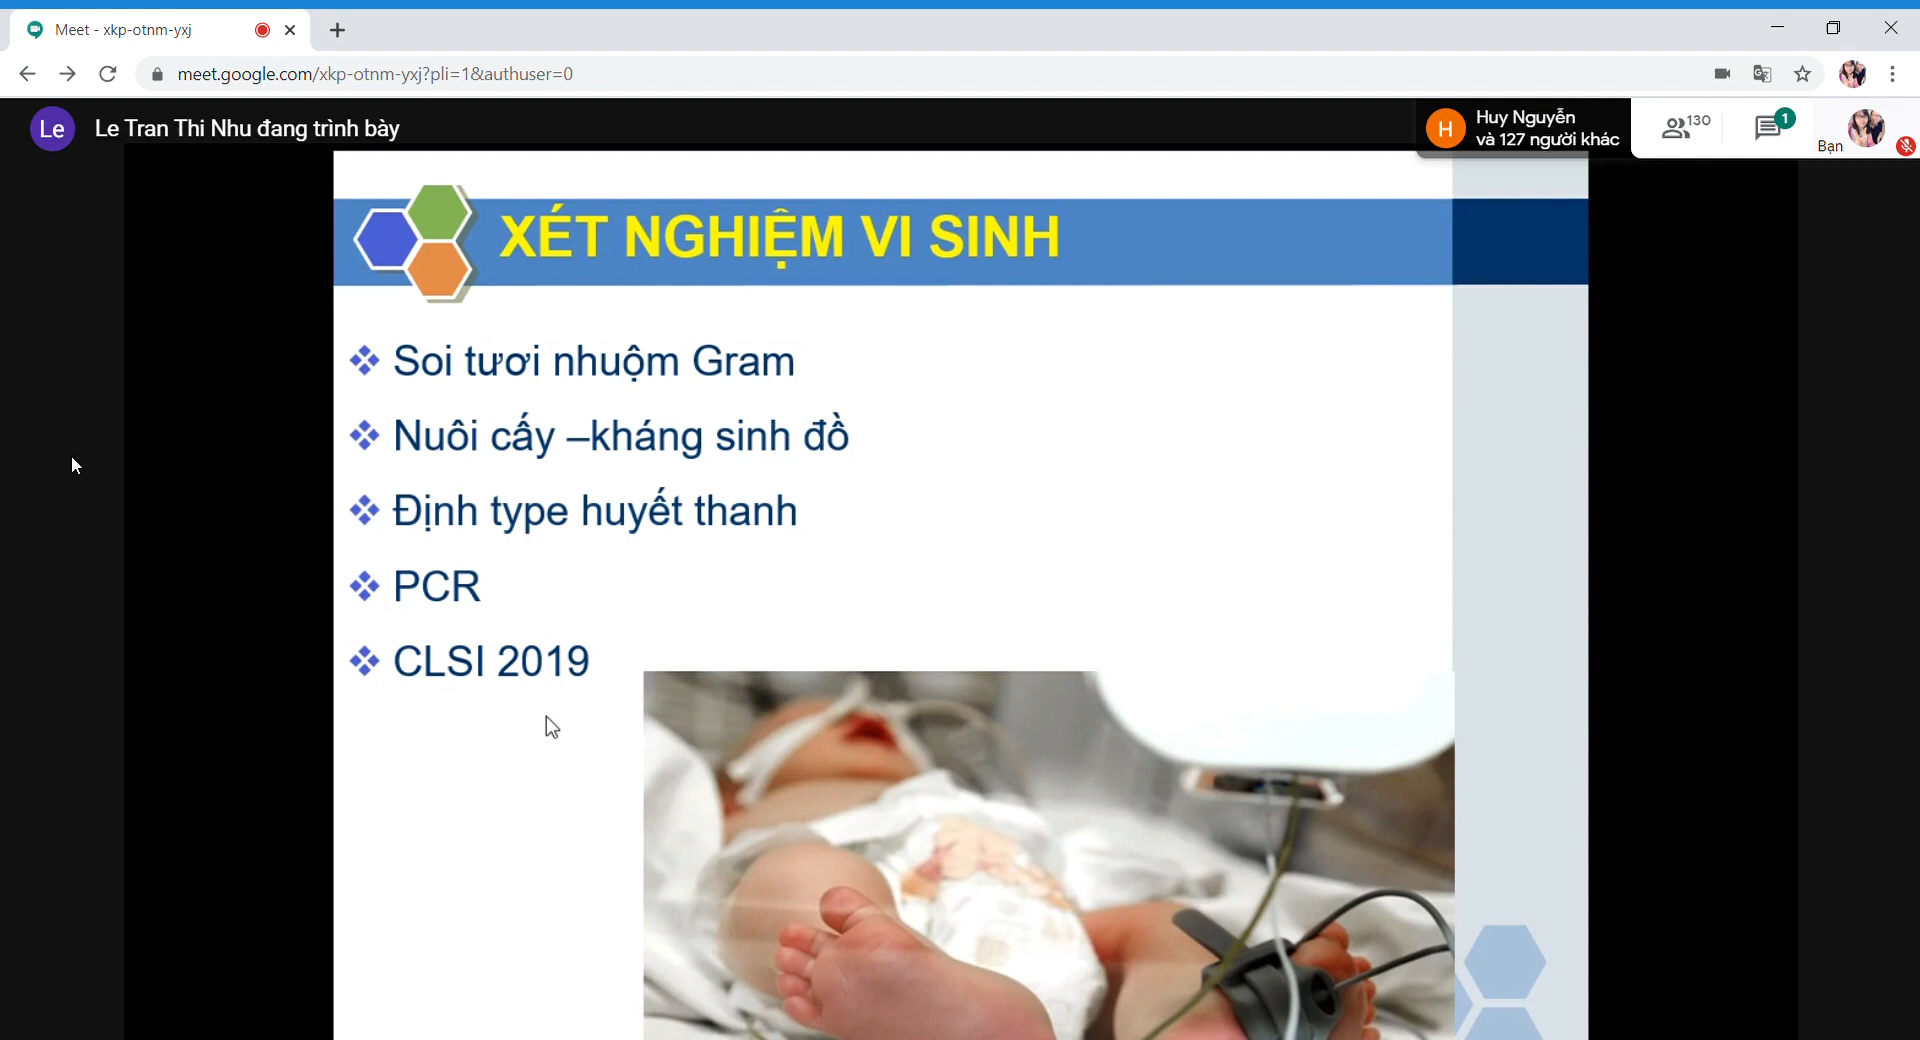 Meet - xkp-otnm-yxj
meet.google.com/xkp-otnm-yxj?pli=1&authuser=0
Le
Le Tran Thi Nhu đang trình bày
H
Huy Nguyễn
và 127 người khác
130
1
Bạn
XÉT NGHIỆM VI SINH
Soi tươi nhuộm Gram
Nuôi cấy –kháng sinh đồ
Định type huyết thanh
PCR
CLSI 2019